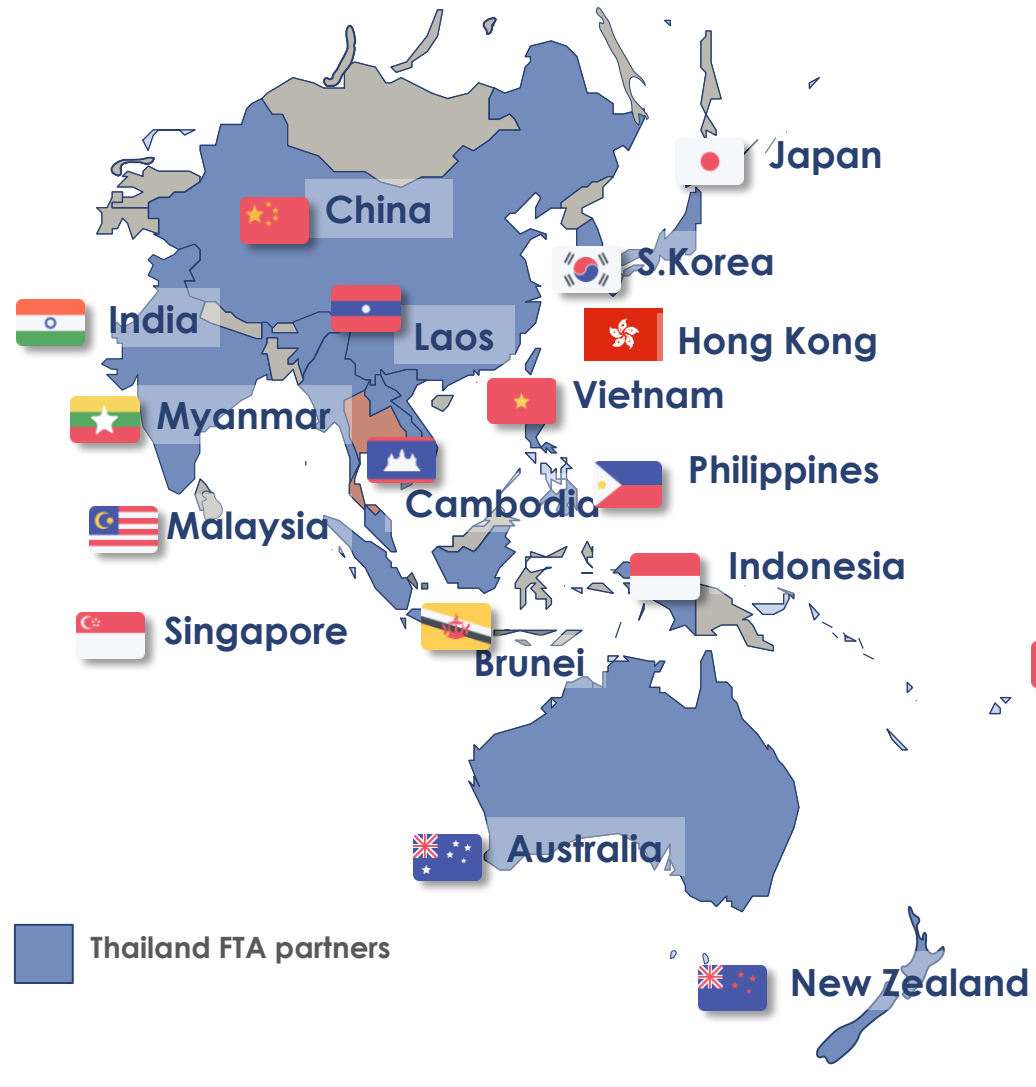 Japan
China
S.Korea
India
Laos
Hong Kong
Vietnam
Myanmar
Philippines
Cambodia
Malaysia
Indonesia
Singapore
Brunei
Australia
Thailand FTA partners
New Zealand